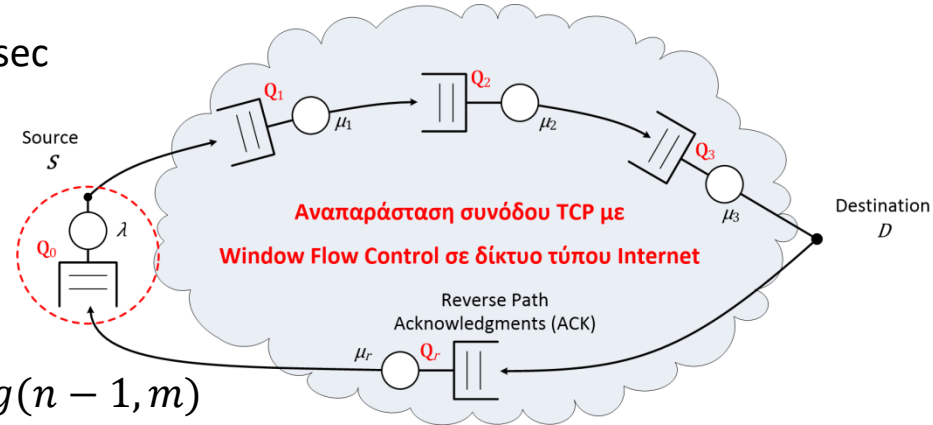 sec
Q₁
μ₁
Q₂
μ₂
Q₃
μ₃
Source
S
λ
Q₀
Αναπαράσταση συνόδου TCP με
Window Flow Control σε δίκτυο τύπου Internet
Destination
D
Reverse Path
Acknowledgments (ACK)
μᵣ
Qᵣ
g(n − 1, m)